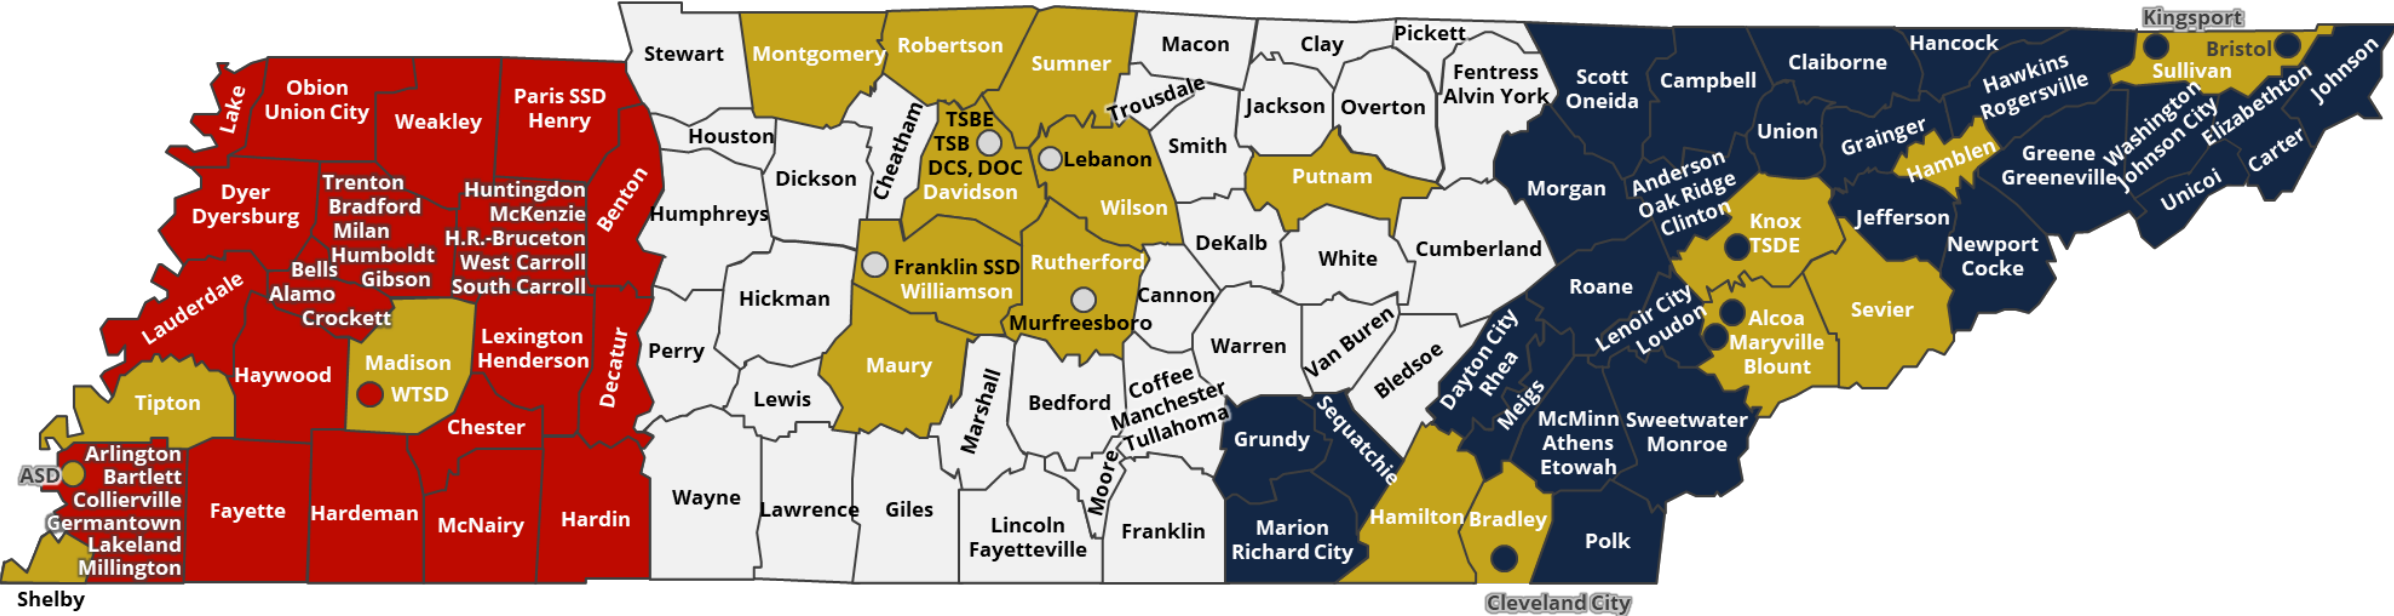 Lake
Obion
Union City
Weakley
Paris SSD
Henry
Dyer
Dyersburg
Trenton
Bradford
Milan
Humboldt
Gibson
Huntingdon
McKenzie
H.R.-Bruceton
West Carroll
South Carroll
Benton
Lauderdale
Bells
Alamo
Crockett
Haywood
Madison
WTSD
Lexington
Henderson
Decatur
Tipton
Chester
ASD
Arlington
Bartlett
Collierville
Germantown
Lakeland
Millington
Shelby
Fayette
Hardeman
McNairy
Hardin
Stewart
Montgomery
Robertson
Sumner
Macon
Clay
Pickett
Fentress
Alvin York
Trousdale
Jackson
Overton
Houston
Cheatham
TSBE
TSB
DCS, DOC
Davidson
Lebanon
Wilson
Smith
Putnam
Dickson
Humphreys
Hickman
Franklin SSD
Williamson
Rutherford
Murfreesboro
Cannon
DeKalb
White
Cumberland
Perry
Lewis
Maury
Marshall
Bedford
Coffee
Manchester
Tullahoma
Warren
Van Buren
Bledsoe
Wayne
Lawrence
Giles
Lincoln
Fayetteville
Moore
Franklin
Scott
Oneida
Campbell
Claiborne
Hancock
Hawkins
Rogersville
Kingsport
Bristol
Sullivan
Johnson
Union
Grainger
Hamblen
Greene
Greeneville
Washington
Johnson City
Elizabethton
Carter
Unicoi
Morgan
Anderson
Oak Ridge
Clinton
Knox
TSDE
Jefferson
Newport
Cocke
Roane
Lenoir City
Loudon
Alcoa
Maryville
Blount
Sevier
Dayton City
Rhea
Meigs
McMinn
Athens
Etowah
Sweetwater
Monroe
Grundy
Sequatchie
Marion
Richard City
Hamilton
Bradley
Cleveland City
Polk